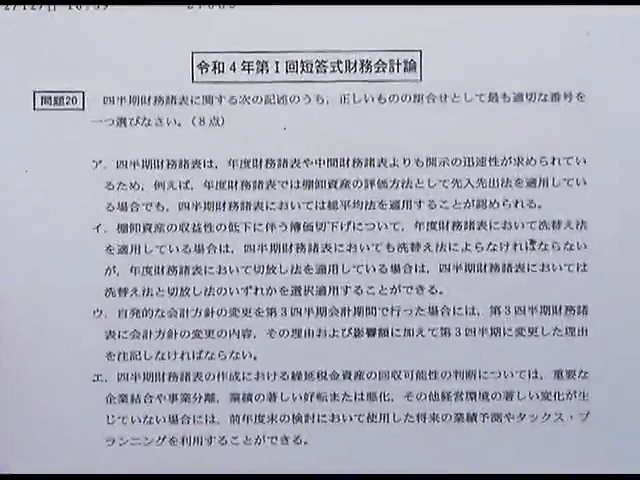 令和4年第Ⅰ回短答式財務会計論
問題20 四半期財務諸表に関する次の記述のうち，正しいものの組合せとして最も適切な番号を
一つ選びなさい。（8点）
ア．四半期財務諸表は，年度財務諸表や中間財務諸表よりも開示の迅速性が求められてい
るため，例えば，年度財務諸表では棚卸資産の評価方法として先入先出法を適用してい
る場合でも，四半期財務諸表においては総平均法を適用することが認められる。
イ．棚卸資産の収益性の低下に伴う簿価切下げについて，年度財務諸表において洗替え法
を適用している場合は，四半期財務諸表においても洗替え法によらなければならない
が，年度財務諸表において切放し法を適用している場合は，四半期財務諸表においては
洗替え法と切放し法のいずれかを選択適用することができる。
ウ．自発的な会計方針の変更を第3四半期会計期間で行った場合には，第3四半期財務諸
表に会計方針の変更の内容，その理由および影響額に加えて第3四半期に変更した理由
を注記しなければならない。
エ．四半期財務諸表の作成における繰延税金資産の回収可能性の判断については，重要な
企業結合や事業分離，業績の著しい好転または悪化，その他経営環境の著しい変化が生
じていない場合には，前年度末の検討において使用した将来の業績予測やタックス・プ
ランニングを利用することができる。